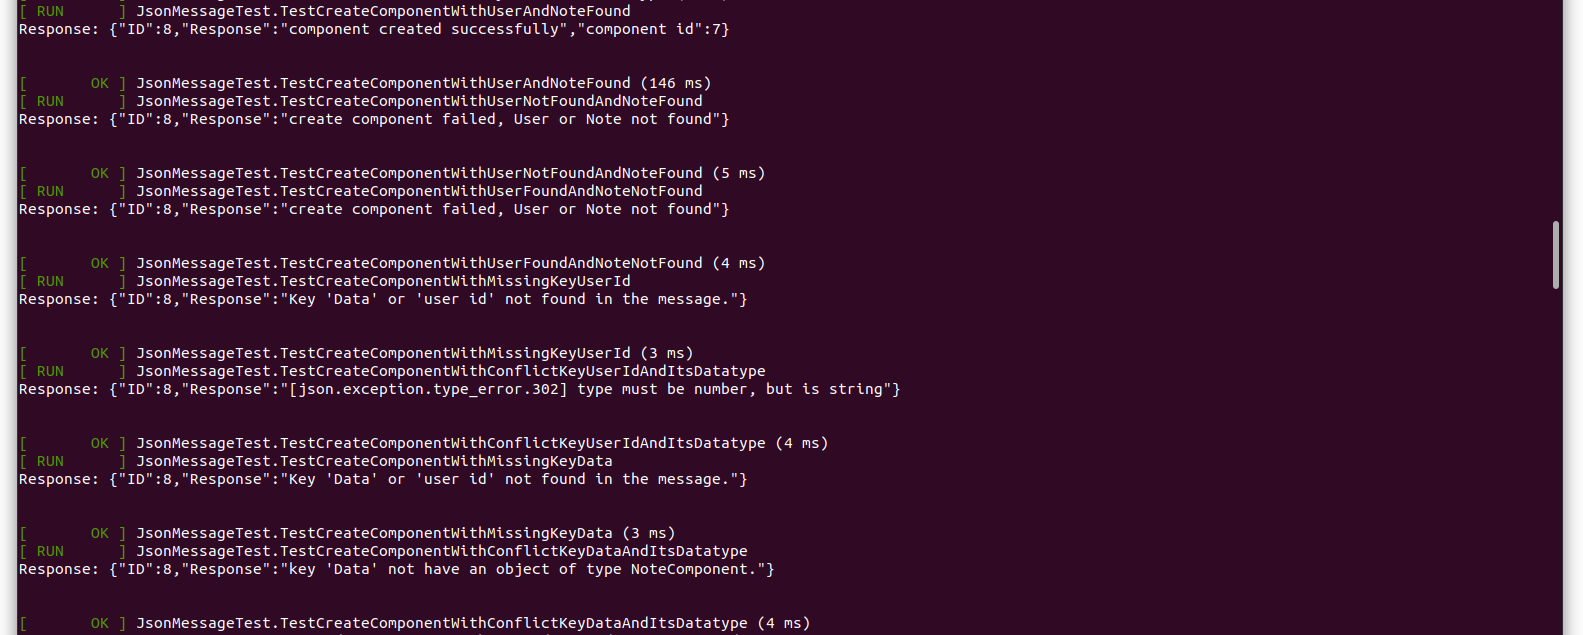 [ RUN      ] JsonMessageTest.TestCreateComponentWithUserAndNoteFound
Response: {"ID":8,"Response":"component created successfully","component id":7}
[       OK ] JsonMessageTest.TestCreateComponentWithUserAndNoteFound (146 ms)
[ RUN      ] JsonMessageTest.TestCreateComponentWithUserNotFoundAndNoteFound
Response: {"ID":8,"Response":"create component failed, User or Note not found"}
[       OK ] JsonMessageTest.TestCreateComponentWithUserNotFoundAndNoteFound (5 ms)
[ RUN      ] JsonMessageTest.TestCreateComponentWithUserFoundAndNoteNotFound
Response: {"ID":8,"Response":"create component failed, User or Note not found"}
[       OK ] JsonMessageTest.TestCreateComponentWithUserFoundAndNoteNotFound (4 ms)
[ RUN      ] JsonMessageTest.TestCreateComponentWithMissingKeyUserId
Response: {"ID":8,"Response":"Key 'Data' or 'user id' not found in the message."}
[       OK ] JsonMessageTest.TestCreateComponentWithMissingKeyUserId (3 ms)
[ RUN      ] JsonMessageTest.TestCreateComponentWithConflictKeyUserIdAndItsDatatype
Response: {"ID":8,"Response":"[json.exception.type_error.302] type must be number, but is string"}
[       OK ] JsonMessageTest.TestCreateComponentWithConflictKeyUserIdAndItsDatatype (4 ms)
[ RUN      ] JsonMessageTest.TestCreateComponentWithMissingKeyData
Response: {"ID":8,"Response":"Key 'Data' or 'user id' not found in the message."}
[       OK ] JsonMessageTest.TestCreateComponentWithMissingKeyData (3 ms)
[ RUN      ] JsonMessageTest.TestCreateComponentWithConflictKeyDataAndItsDatatype
Response: {"ID":8,"Response":"key 'Data' not have an object of type NoteComponent."}
[       OK ] JsonMessageTest.TestCreateComponentWithConflictKeyDataAndItsDatatype (4 ms)